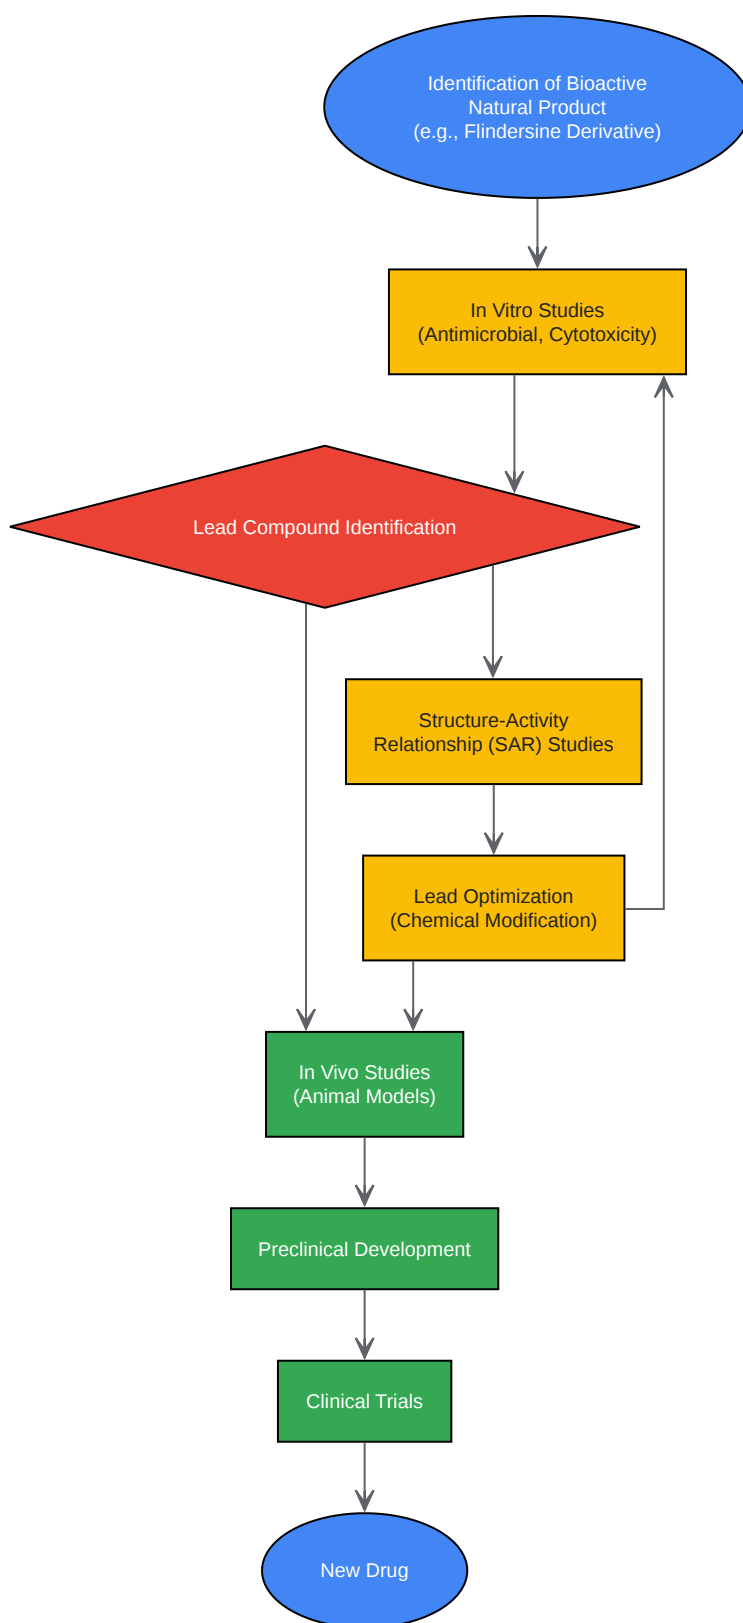 Identification of Bioactive
Natural Product
(e.g., Flindersine Derivative)
In Vitro Studies
(Antimicrobial, Cytotoxicity)
Lead Compound Identification
Structure-Activity
Relationship (SAR) Studies
Lead Optimization
(Chemical Modification)
In Vivo Studies
(Animal Models)
Preclinical Development
Clinical Trials
New Drug